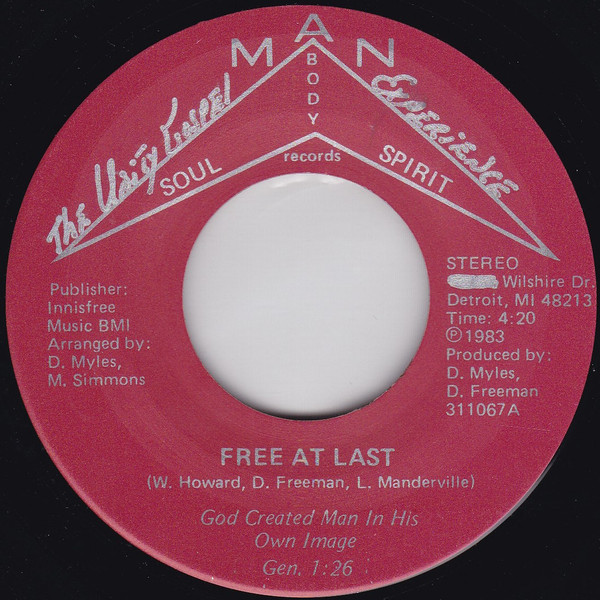 MAN
BODY
The Unity Gospel
Experience
SOUL
records
SPIRIT
Publisher:
Innisfree
Music BMI
Arranged by:
D. Myles,
M. Simmons
STEREO
Wilshire Dr.
Detroit, MI 48213
Time: 4:20
℗1983
Produced by:
D. Myles,
D. Freeman
311067A
FREE AT LAST
(W. Howard, D. Freeman, L. Manderville)
God Created Man In His
Own Image
Gen. 1:26